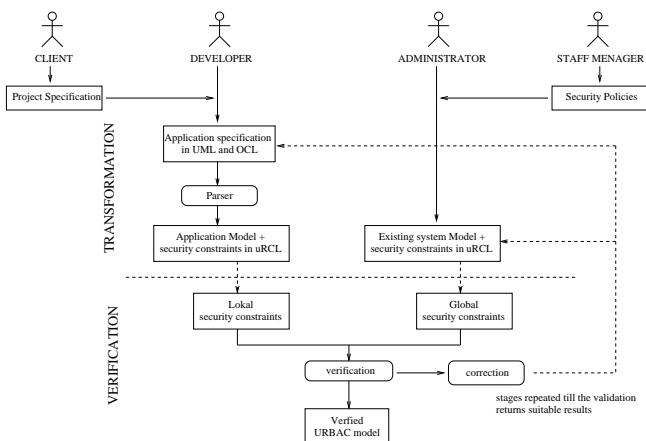 CLIENT
DEVELOPER
ADMINISTRATOR
STAFF MENAGER
Project Specification
Security Policies
TRANSFORMATION
Application specification
in UML and OCL
Parser
Application Model +
security constraints in uRCL
Existing system Model +
security constraints in uRCL
VERIFICATION
Lokal
security constraints
Global
security constraints
verification
correction
stages repeated till the validation
returns suitable results
Verfied
URBAC model